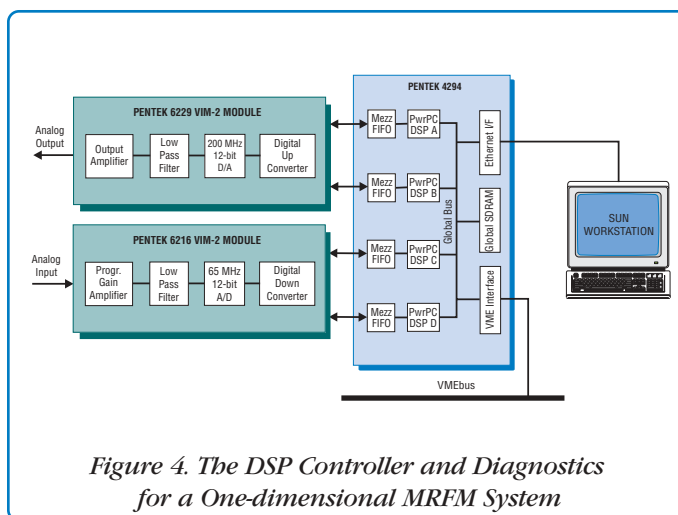 PENTEK 6229 VIM-2 MODULE
Analog
Output
Output
Amplifier
Low
Pass
Filter
200 MHz
12-bit
D/A
Digital
Up
Converter
PENTEK 6216 VIM-2 MODULE
Analog
Input
Progr.
Gain
Amplifier
Low
Pass
Filter
65 MHz
12-bit
A/D
Digital
Down
Converter
PENTEK 4294
Mezz
FIFO
PwrPC
DSP A
Mezz
FIFO
PwrPC
DSP B
Mezz
FIFO
PwrPC
DSP C
Mezz
FIFO
PwrPC
DSP D
Global Bus
Ethernet I/F
Global SDRAM
VME Interface
SUN
WORKSTATION
VMEbus
Figure 4. The DSP Controller and Diagnostics
for a One-dimensional MRFM System